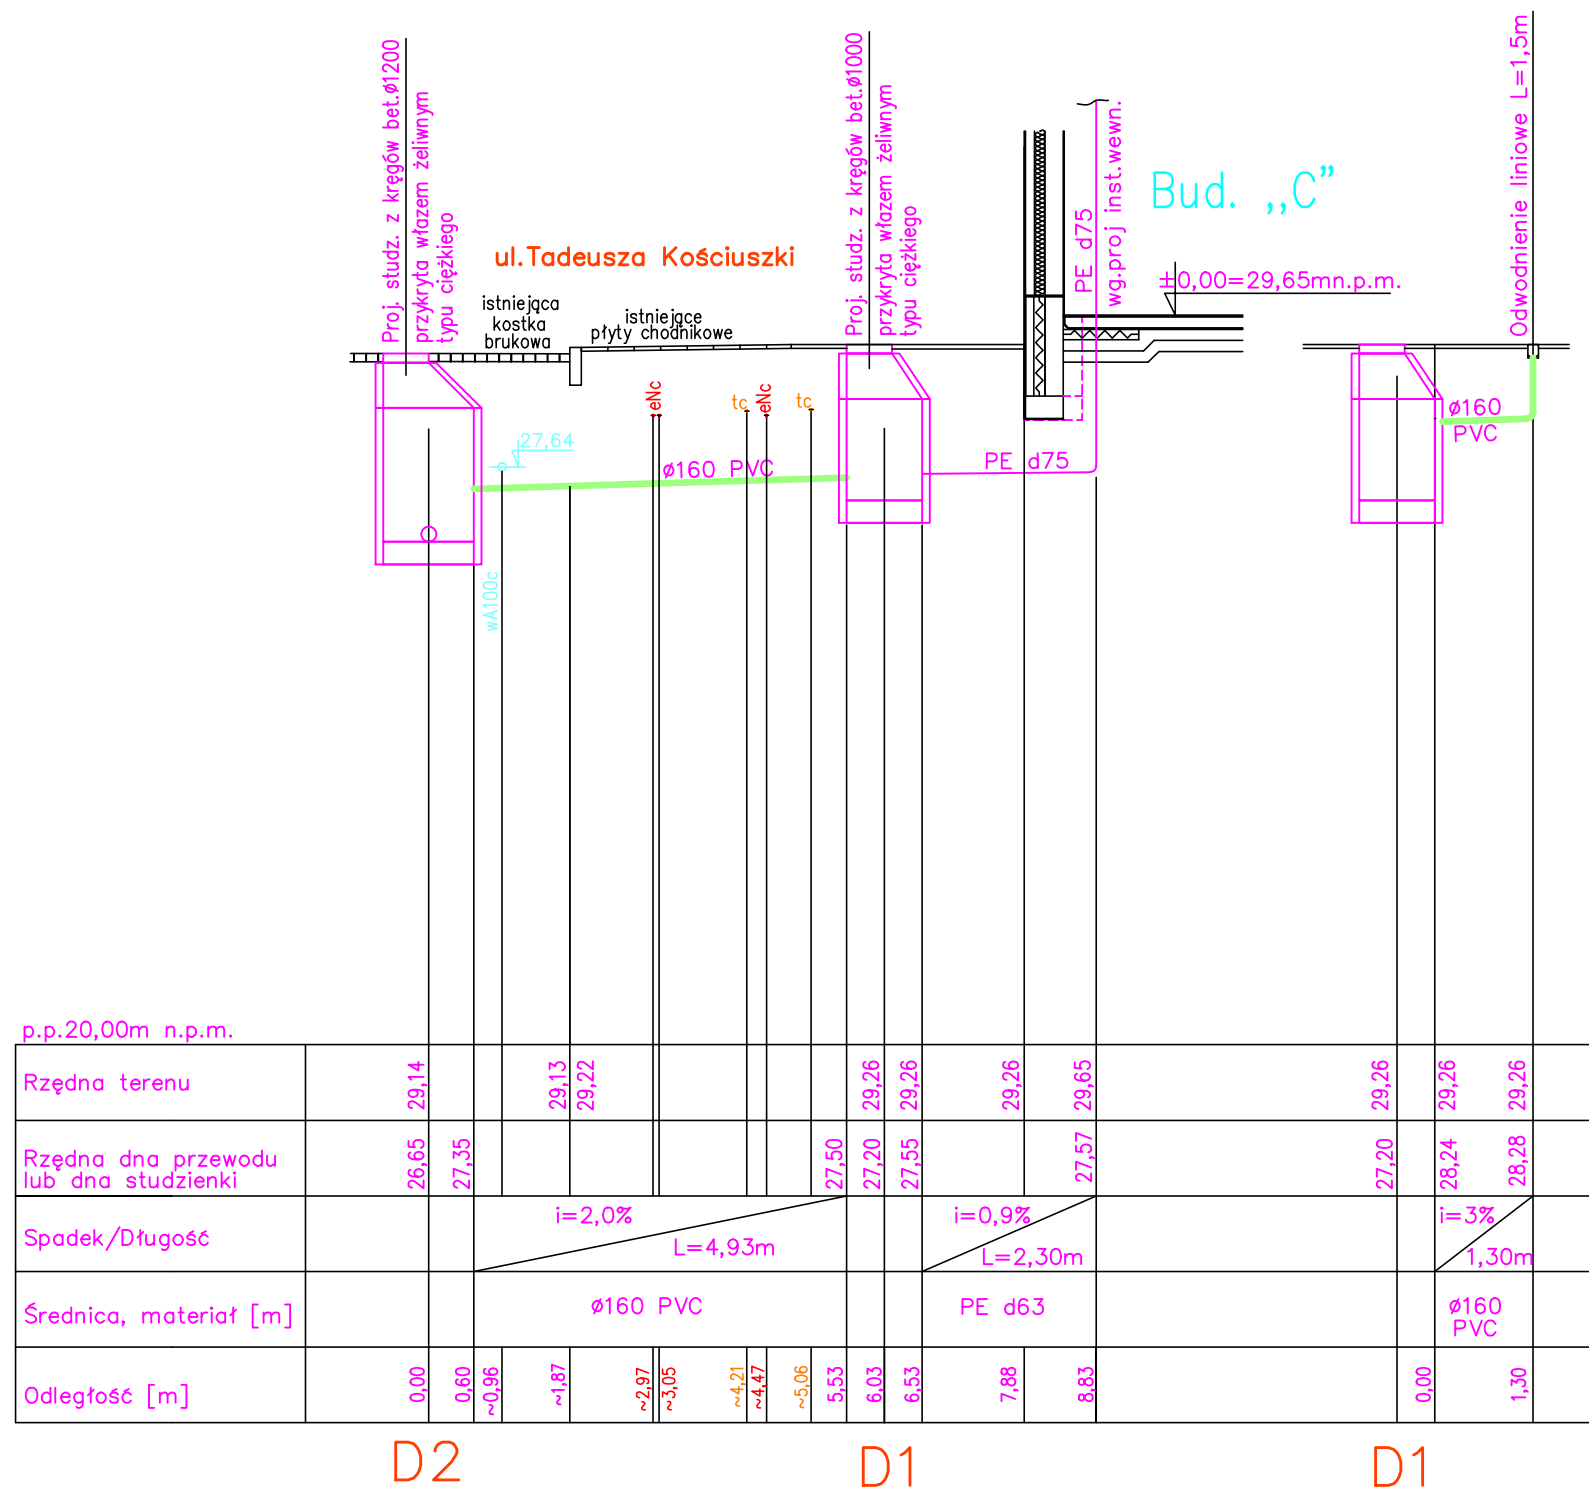 Proj. studz. z kręgów bet.ø1200
przykryta włazem żeliwnym
typu ciężkiego
ul.Tadeusza Kościuszki
istniejąca
kostka
brukowa
istniejące
płyty chodnikowe
Proj. studz. z kręgów bet.ø1000
przykryta włazem żeliwnym
typu ciężkiego
PE d75
wg.proj inst.wewn.
Bud. ,,C”
±0,00=29,65mn.p.m.
Odwodnienie liniowe L=1,5m
eNc
tc
eNc
tc
27,64
ø160 PVC
PE d75
ø160
PVC
wA100c
p.p.20,00m n.p.m.
Rzędna terenu
29,14
29,13
29,22
29,26
29,26
29,26
29,65
29,26
29,26
29,26
Rzędna dna przewodu
lub dna studzienki
26,65
27,35
27,50
27,20
27,55
27,57
27,20
28,24
28,28
Spadek/Długość
i=2,0%
L=4,93m
i=0,9%
L=2,30m
i=3%
1,30m
Średnica, materiał [m]
ø160 PVC
PE d63
ø160
PVC
Odległość [m]
0,00
0,60
~0,96
~1,87
~2,97
~3,05
~4,21
~4,47
~5,06
5,53
6,03
6,53
7,88
8,83
0,00
1,30
D2
D1
D1